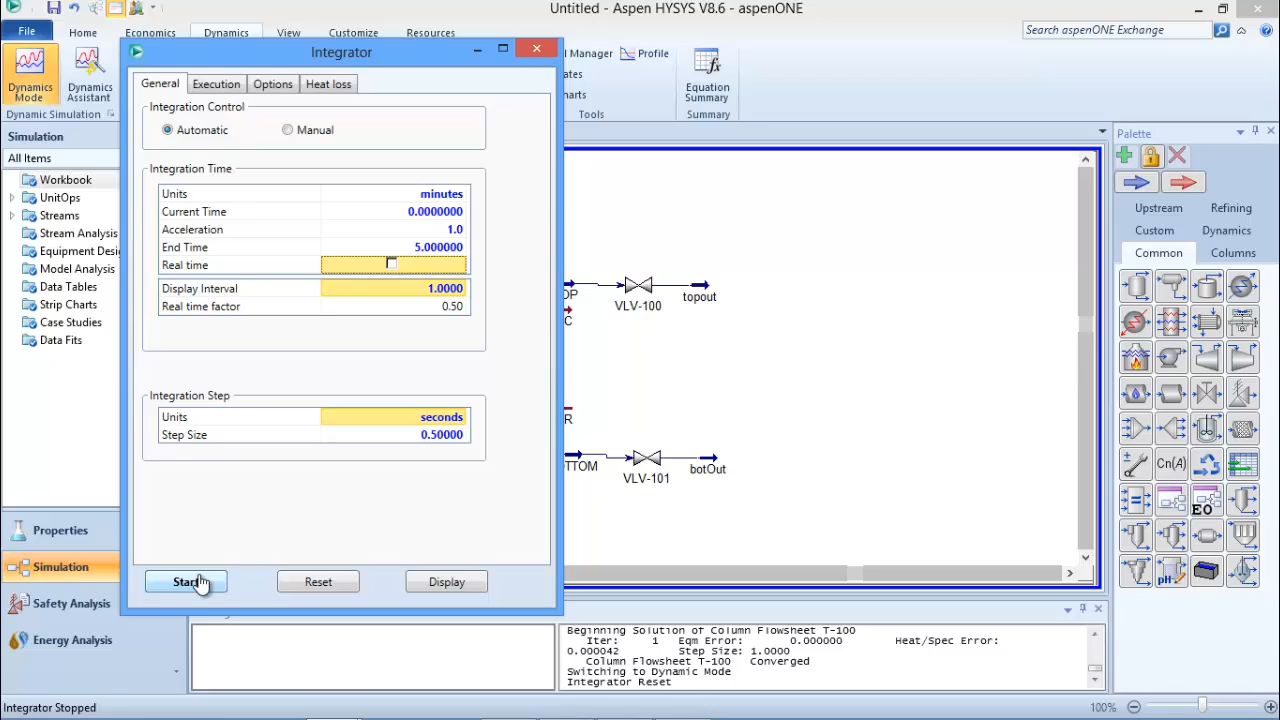 Untitled - Aspen HYSYS V8.6 - aspenONE
File
Home
Economics
Dynamics
View
Customize
Resources
Search aspenONE Exchange
Dynamics
Mode
Dynamics
Assistant
Manager
Profile
Equation
Summary
Dynamic Simulation
Tools
Summary
Integrator
General
Execution
Options
Heat loss
Integration Control
Automatic
Manual
Integration Time
Units minutes
Current Time 0.0000000
Acceleration 1.0
End Time 5.000000
Real time
Display Interval 1.0000
Real time factor 0.50
Integration Step
Units seconds
Step Size 0.50000
Reset
Display
Simulation
All Items
Workbook
UnitOps
Streams
Stream Analysis
Equipment Desi
Model Analysis
Data Tables
Strip Charts
Case Studies
Data Fits
Properties
Simulation
Safety Analysis
Energy Analysis
VLV-100
topout
VLV-101
botOut
Palette
Upstream
Refining
Custom
Dynamics
Common
Columns
Cn(A)
EO
pH
Beginning Solution of Column Flowsheet T-100
Iter: 1 Eqm Error: 0.000000 Heat/Spec Error:
0.000042 Step Size: 1.0000
Column Flowsheet T-100 Converged
Switching to Dynamic Mode
Integrator Reset
Integrator Stopped
100%